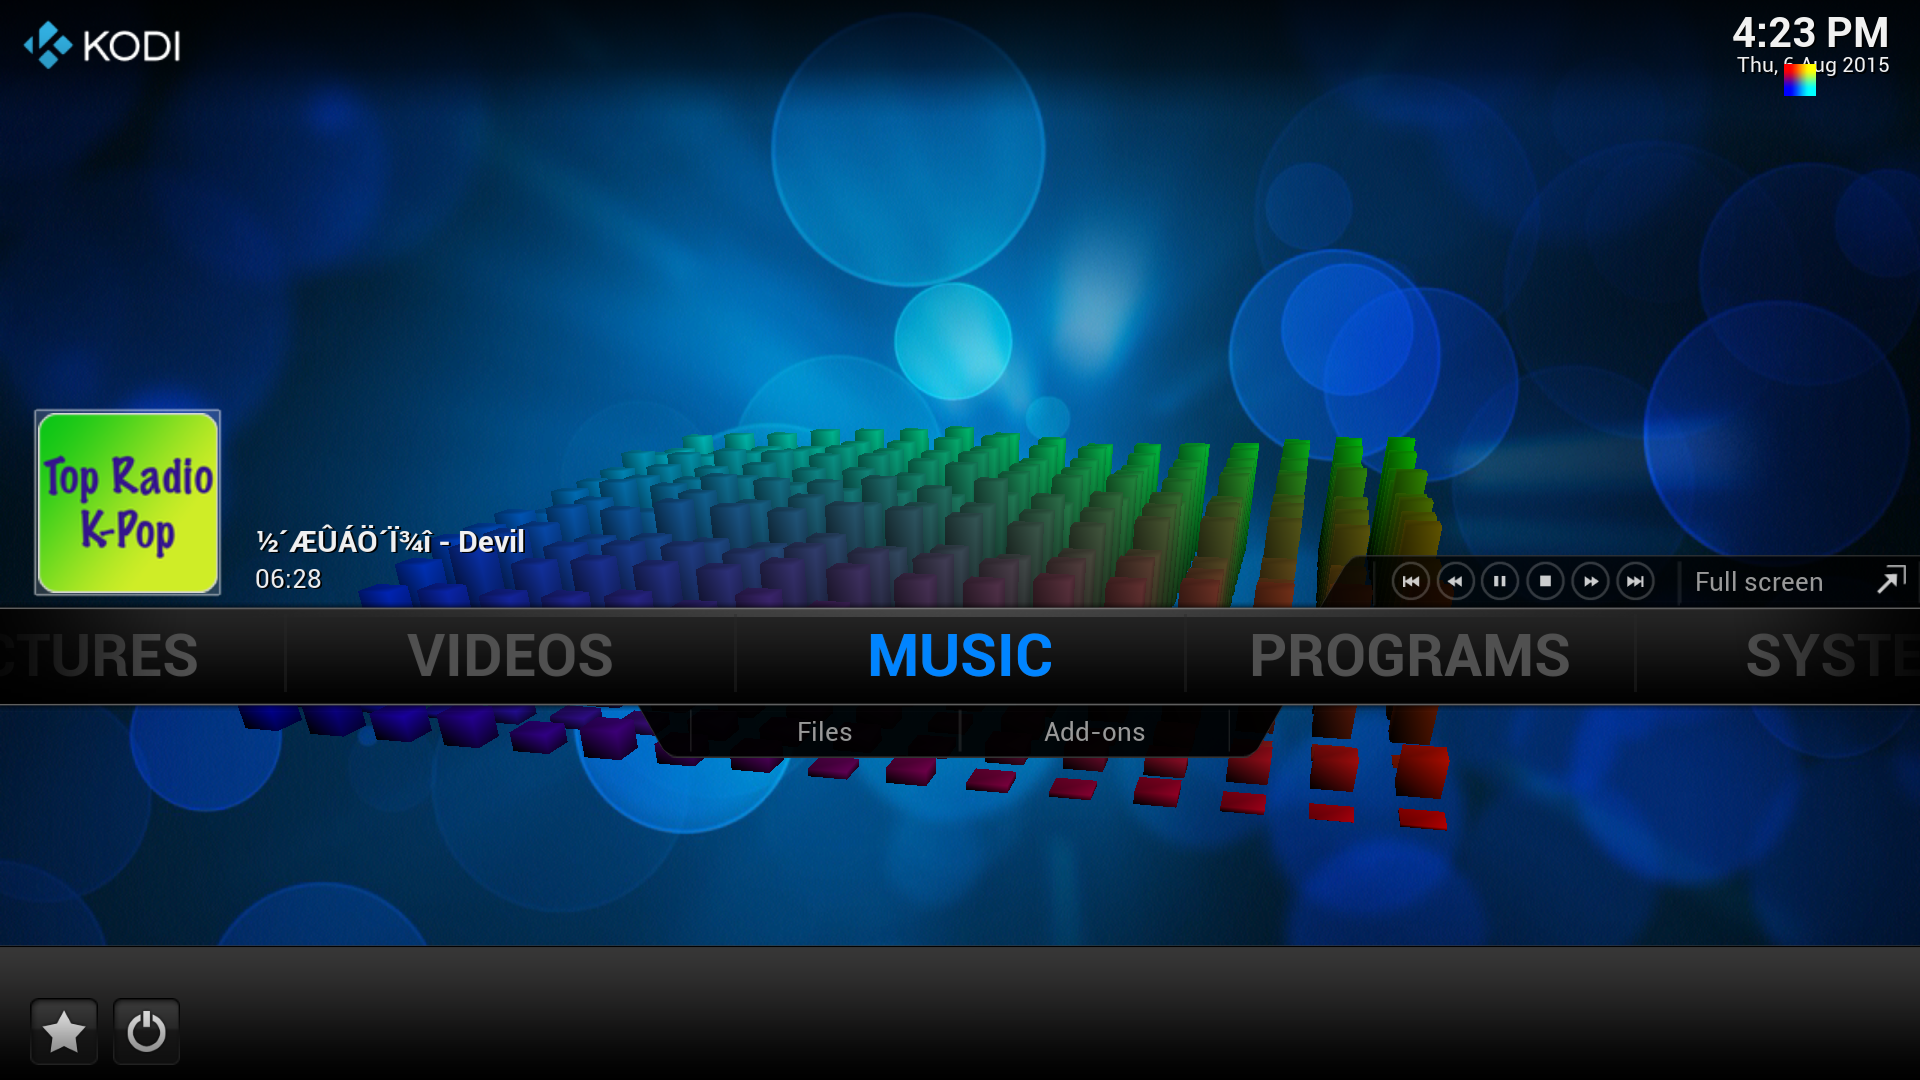 KODI
4:23 PM
Thu, 6 Aug 2015
Top Radio
K-Pop
½´ÆÛÁÖ´Ï¾î - Devil
06:28
Full screen
CTURES
VIDEOS
MUSIC
PROGRAMS
SYSTE
Files
Add-ons